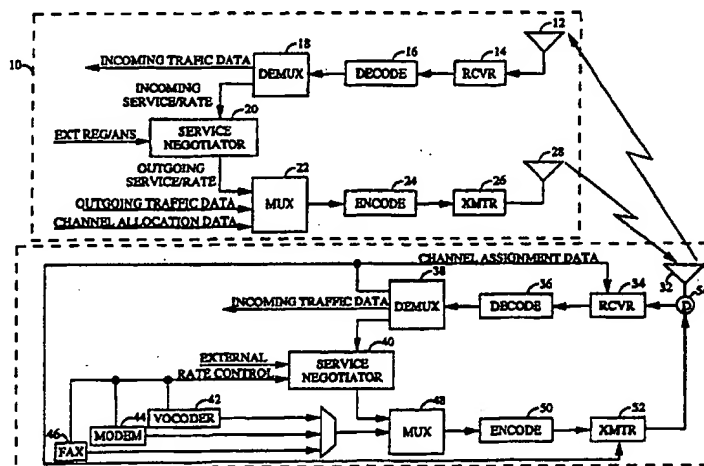 10
12
INCOMING TRAFIC DATA
18
DEMUX
16
DECODE
14
RCVR
INCOMING
SERVICE/RATE
20
EXT REG/ANS
SERVICE
NEGOTIATOR
OUTGOING
SERVICE/RATE
22
MUX
24
ENCODE
26
XMTR
28
OUTGOING TRAFFIC DATA
CHANNEL ALLOCATION DATA
CHANNEL ASSIGNMENT DATA
32
INCOMING TRAFFIC DATA
38
DEMUX
36
DECODE
34
RCVR
D
EXTERNAL
RATE CONTROL
40
SERVICE
NEGOTIATOR
42
VOCODER
44
MODEM
46
FAX
48
MUX
50
ENCODE
52
XMTR